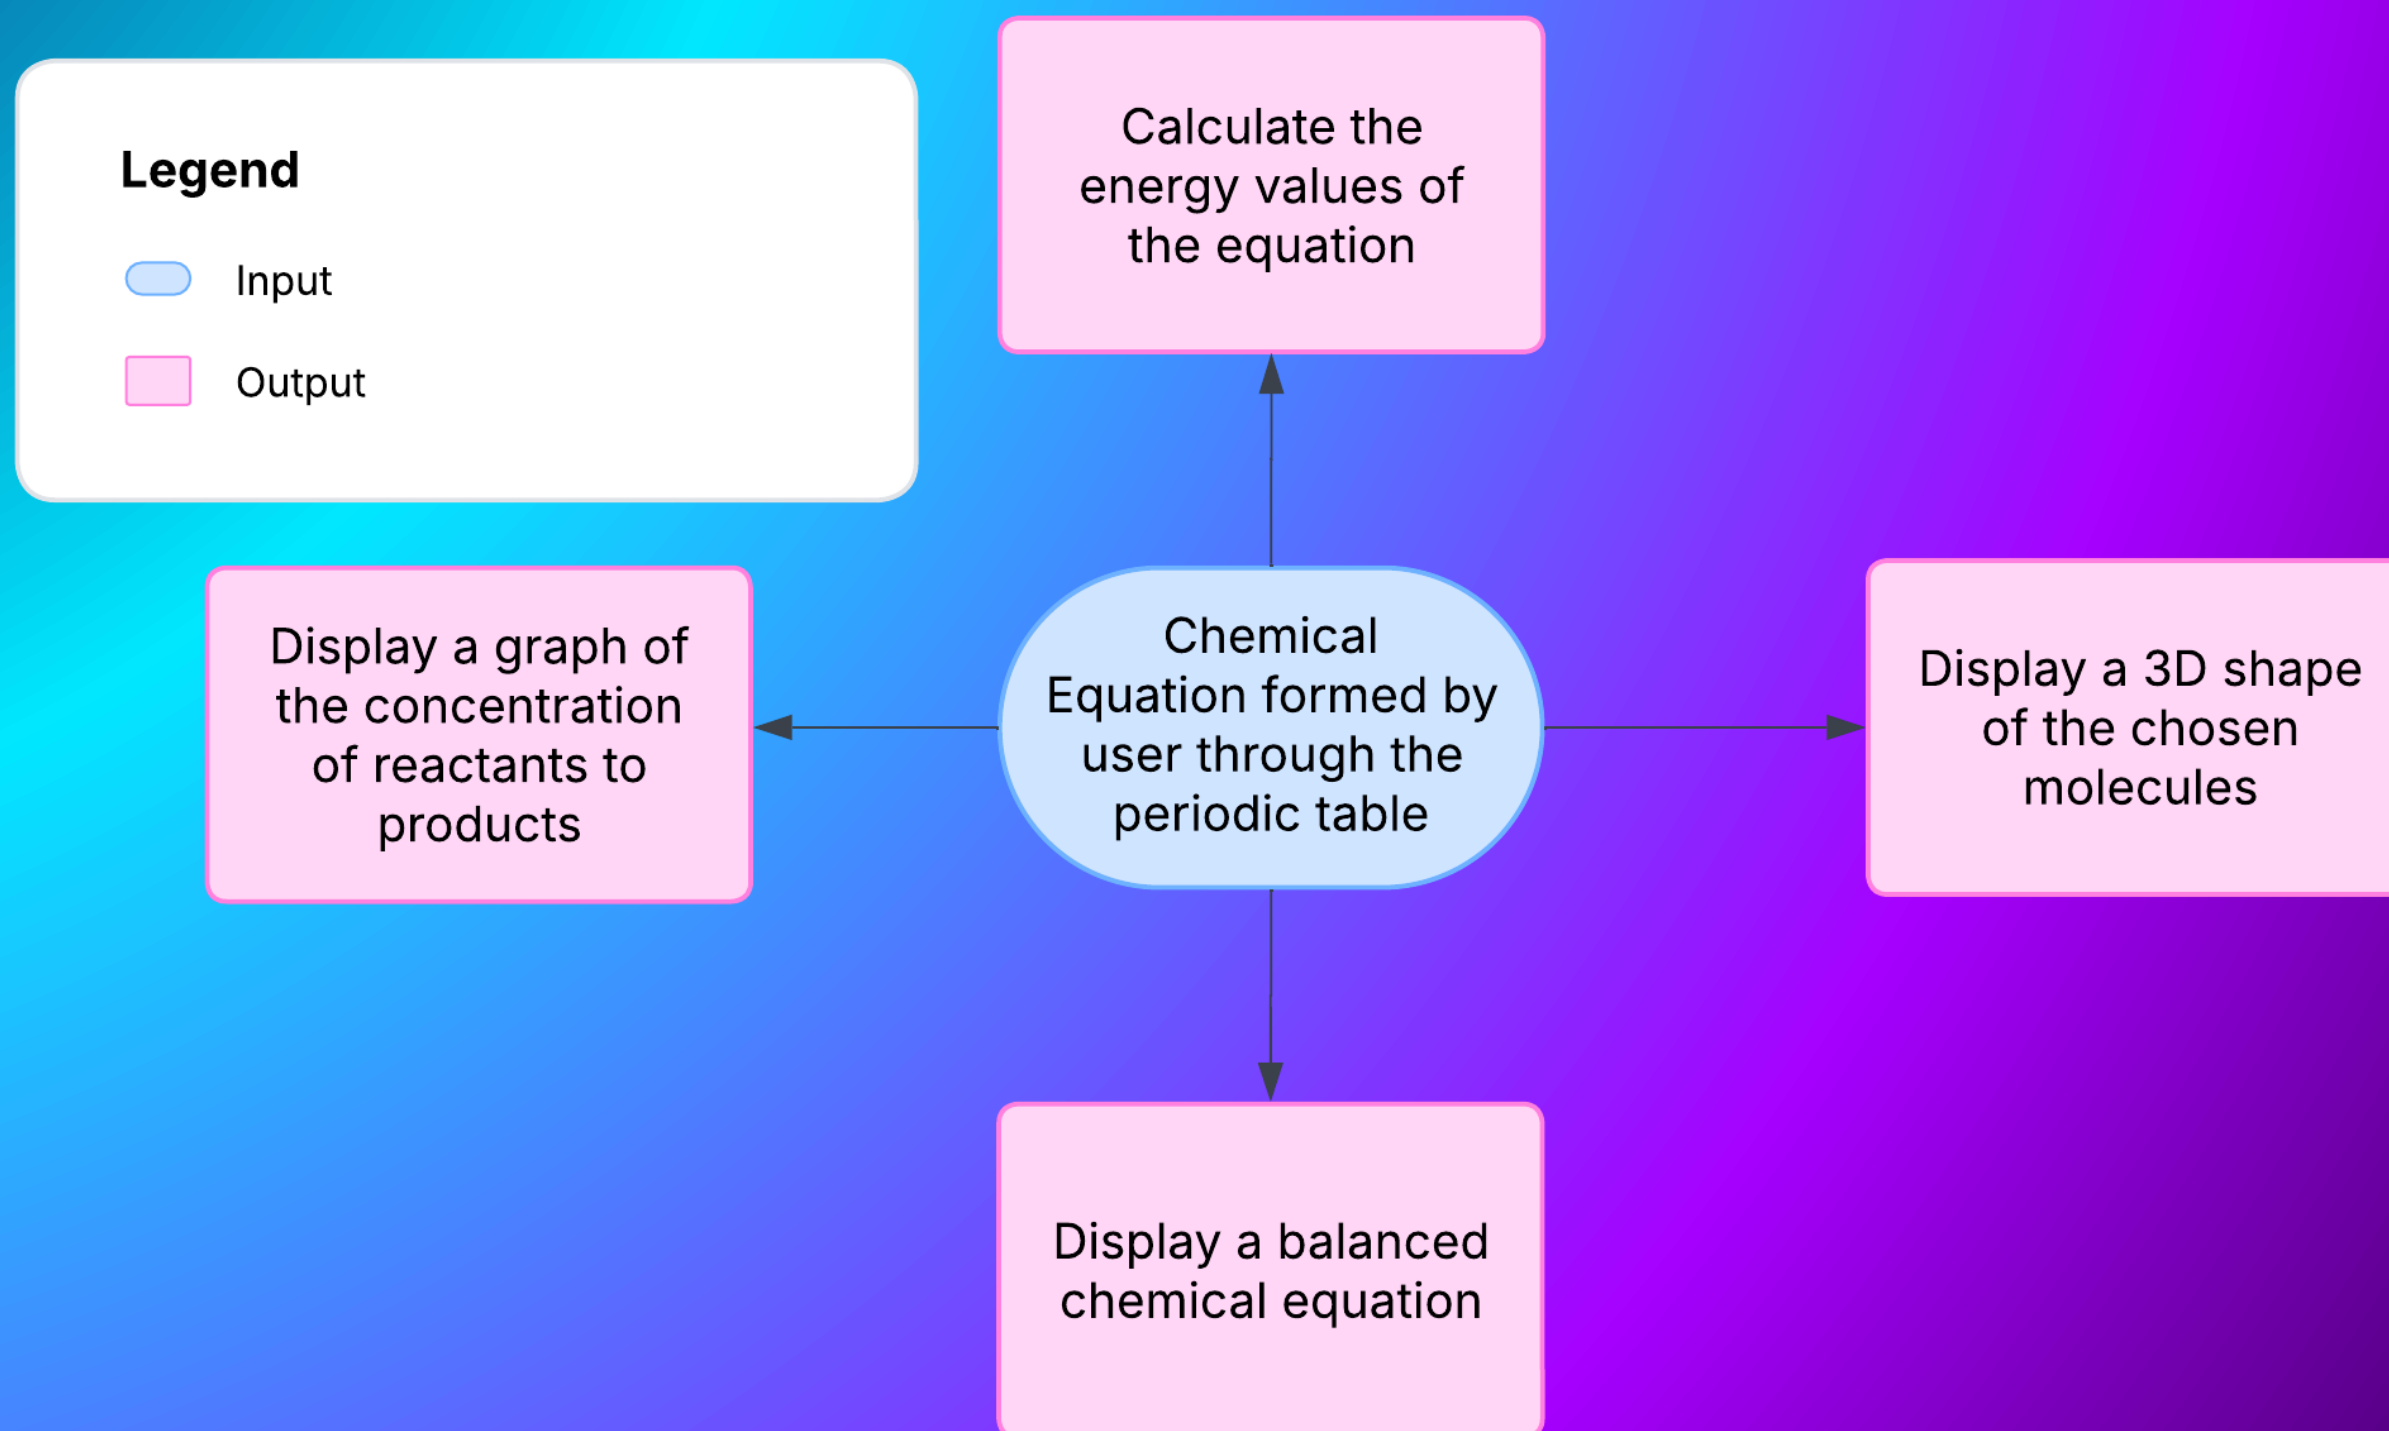 Legend
Input
Output
Calculate the
energy values of
the equation
Display a graph of
the concentration
of reactants to
products
Chemical
Equation formed by
user through the
periodic table
Display a 3D shape
of the chosen
molecules
Display a balanced
chemical equation